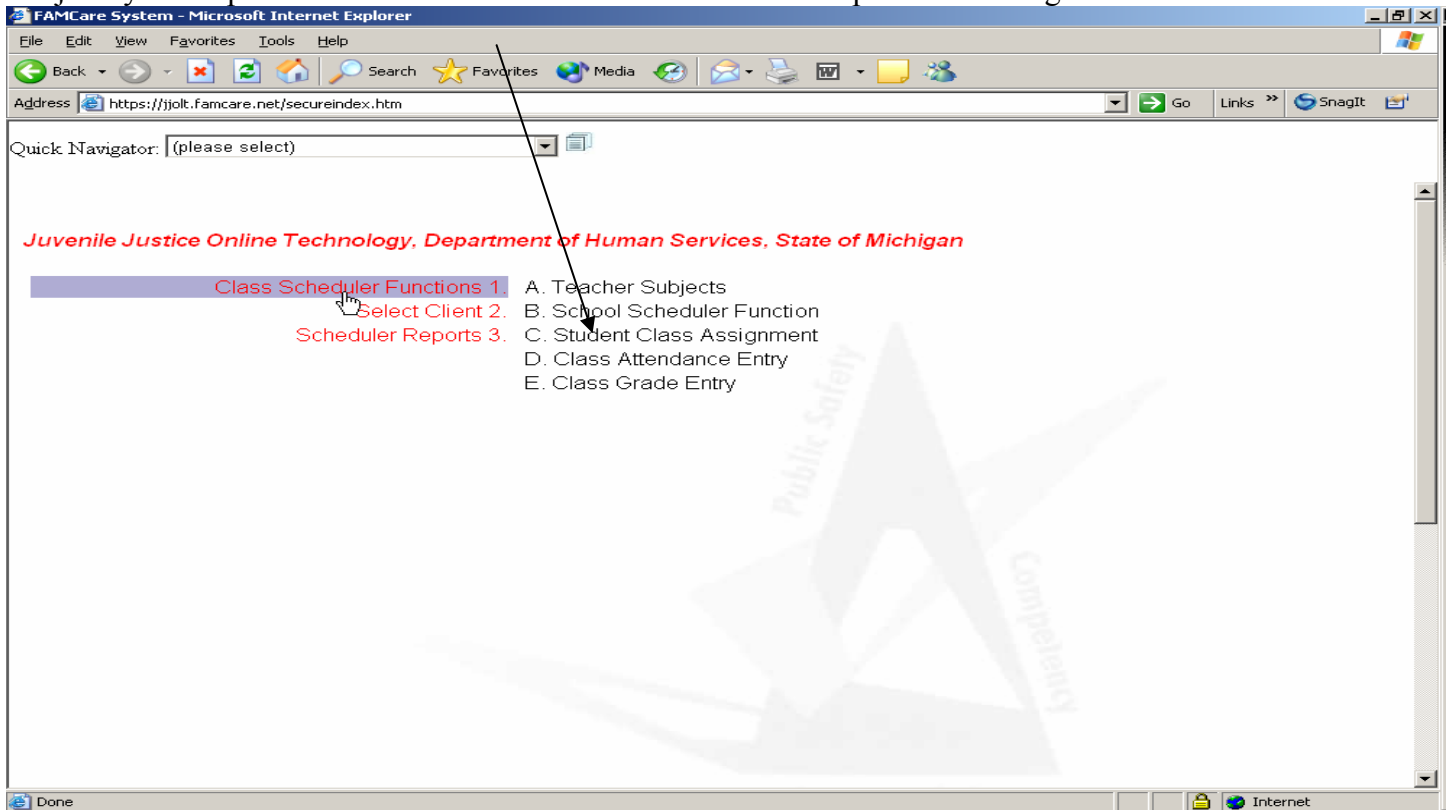 FAMCare System - Microsoft Internet Explorer
File Edit View Favorites Tools Help
Back Search Favorites Media
Address https://jjolt.famcare.net/secureindex.htm Go Links » SnagIt
Quick Navigator: (please select)
Juvenile Justice Online Technology, Department of Human Services, State of Michigan
Class Scheduler Functions 1. A. Teacher Subjects
Select Client 2. B. School Scheduler Function
Scheduler Reports 3. C. Student Class Assignment
D. Class Attendance Entry
E. Class Grade Entry
Public Safety
Competency
Done Internet